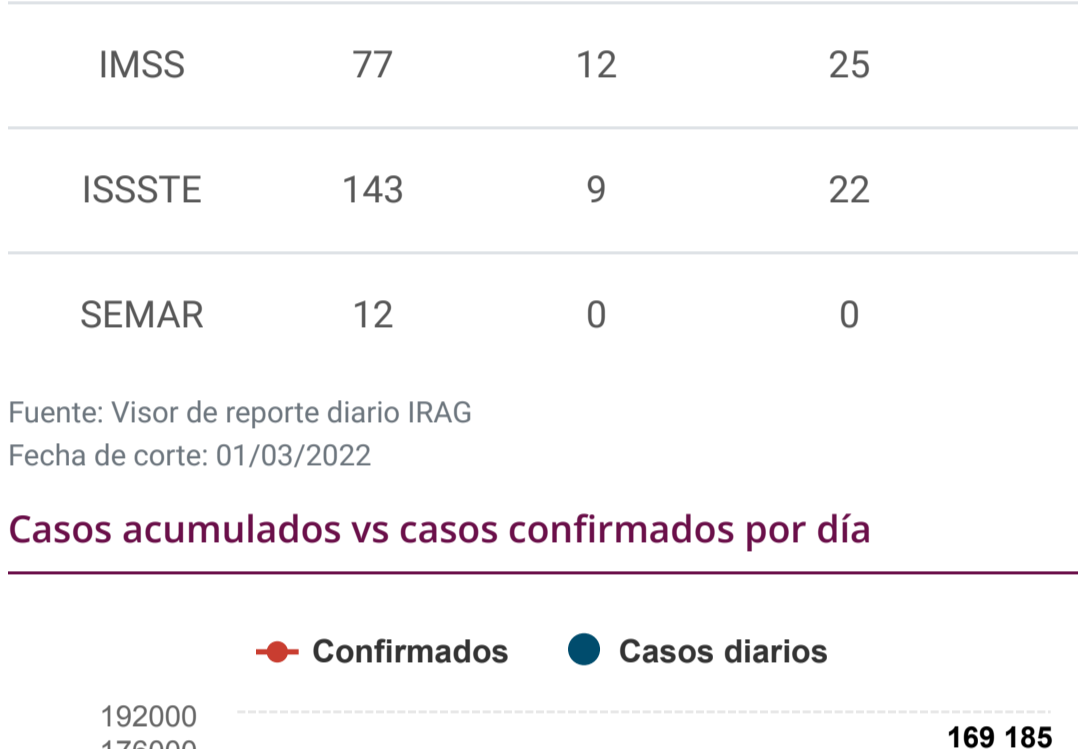 IMSS 77 12 25
ISSSTE 143 9 22
SEMAR 12 0 0
Fuente: Visor de reporte diario IRAG
Fecha de corte: 01/03/2022
Casos acumulados vs casos confirmados por día
Confirmados Casos diarios
192000
169 185
176000